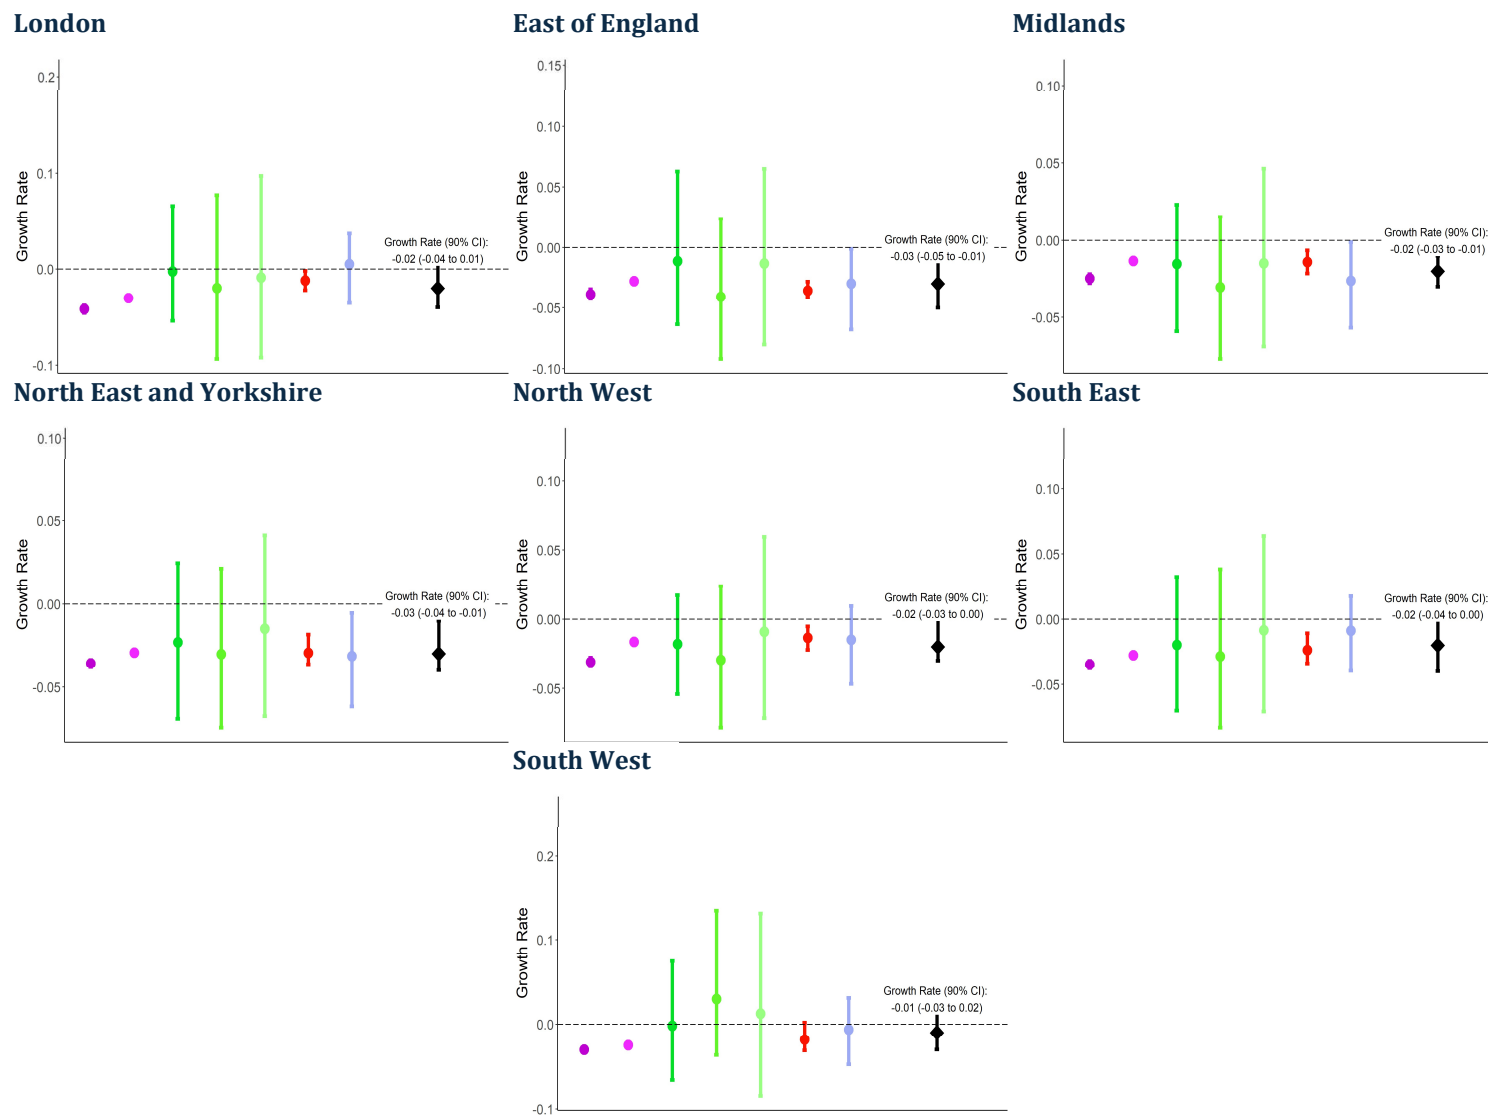 London
0.2
0.1
0.0
-0.1
Growth Rate
Growth Rate (90% CI):
-0.02 (-0.04 to 0.01)
East of England
0.15
0.10
0.05
0.00
-0.05
-0.10
Growth Rate
Growth Rate (90% CI):
-0.03 (-0.05 to -0.01)
Midlands
0.10
0.05
0.00
-0.05
Growth Rate
Growth Rate (90% CI):
-0.02 (-0.03 to -0.01)
North East and Yorkshire
0.10
0.05
0.00
-0.05
Growth Rate
Growth Rate (90% CI):
-0.03 (-0.04 to -0.01)
North West
0.10
0.05
0.00
-0.05
Growth Rate
Growth Rate (90% CI):
-0.02 (-0.03 to 0.00)
South East
0.10
0.05
0.00
-0.05
Growth Rate
Growth Rate (90% CI):
-0.02 (-0.04 to 0.00)
South West
0.2
0.1
0.0
-0.1
Growth Rate
Growth Rate (90% CI):
-0.01 (-0.03 to 0.02)